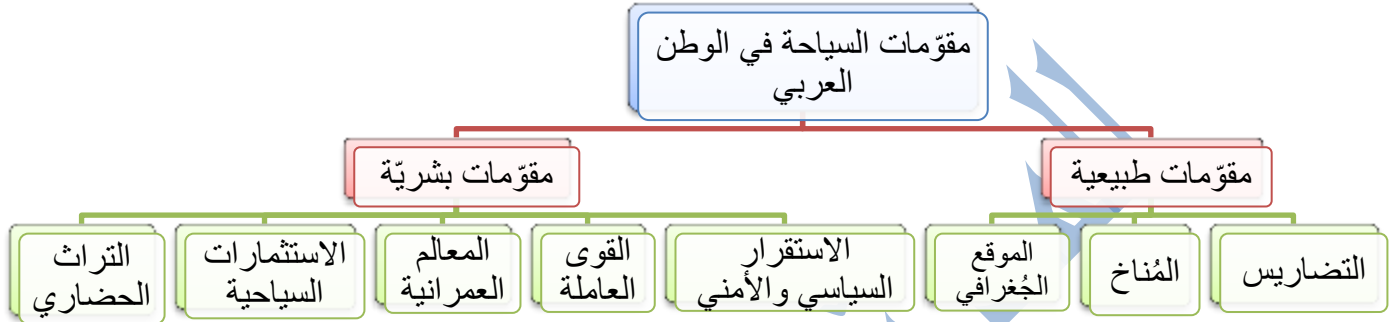 مقوّمات السياحة في الوطن
العربي
مقوّمات طبيعية
مقوّمات بشريّة
التضاريس
المُناخ
الموقع
الجُغرافي
الاستقرار
السياسي والأمني
القوى
العاملة
المعالم
العمرانية
الاستثمارات
السياحية
التراث
الحضاري